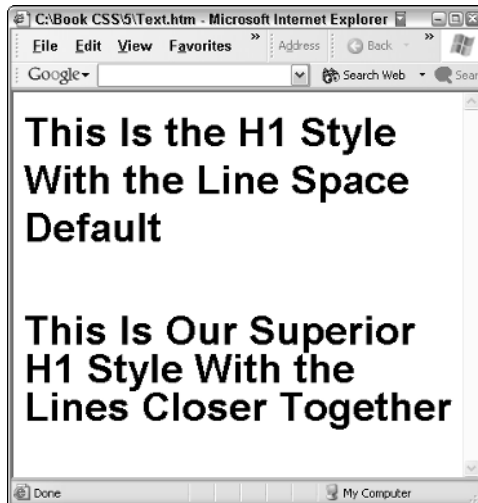 C:\Book CSS\5\Text.htm - Microsoft Internet Explorer
File Edit View Favorites » Address Back »
Google Search Web Sear
This Is the H1 Style
With the Line Space
Default
This Is Our Superior
H1 Style With the
Lines Closer Together
Done My Computer